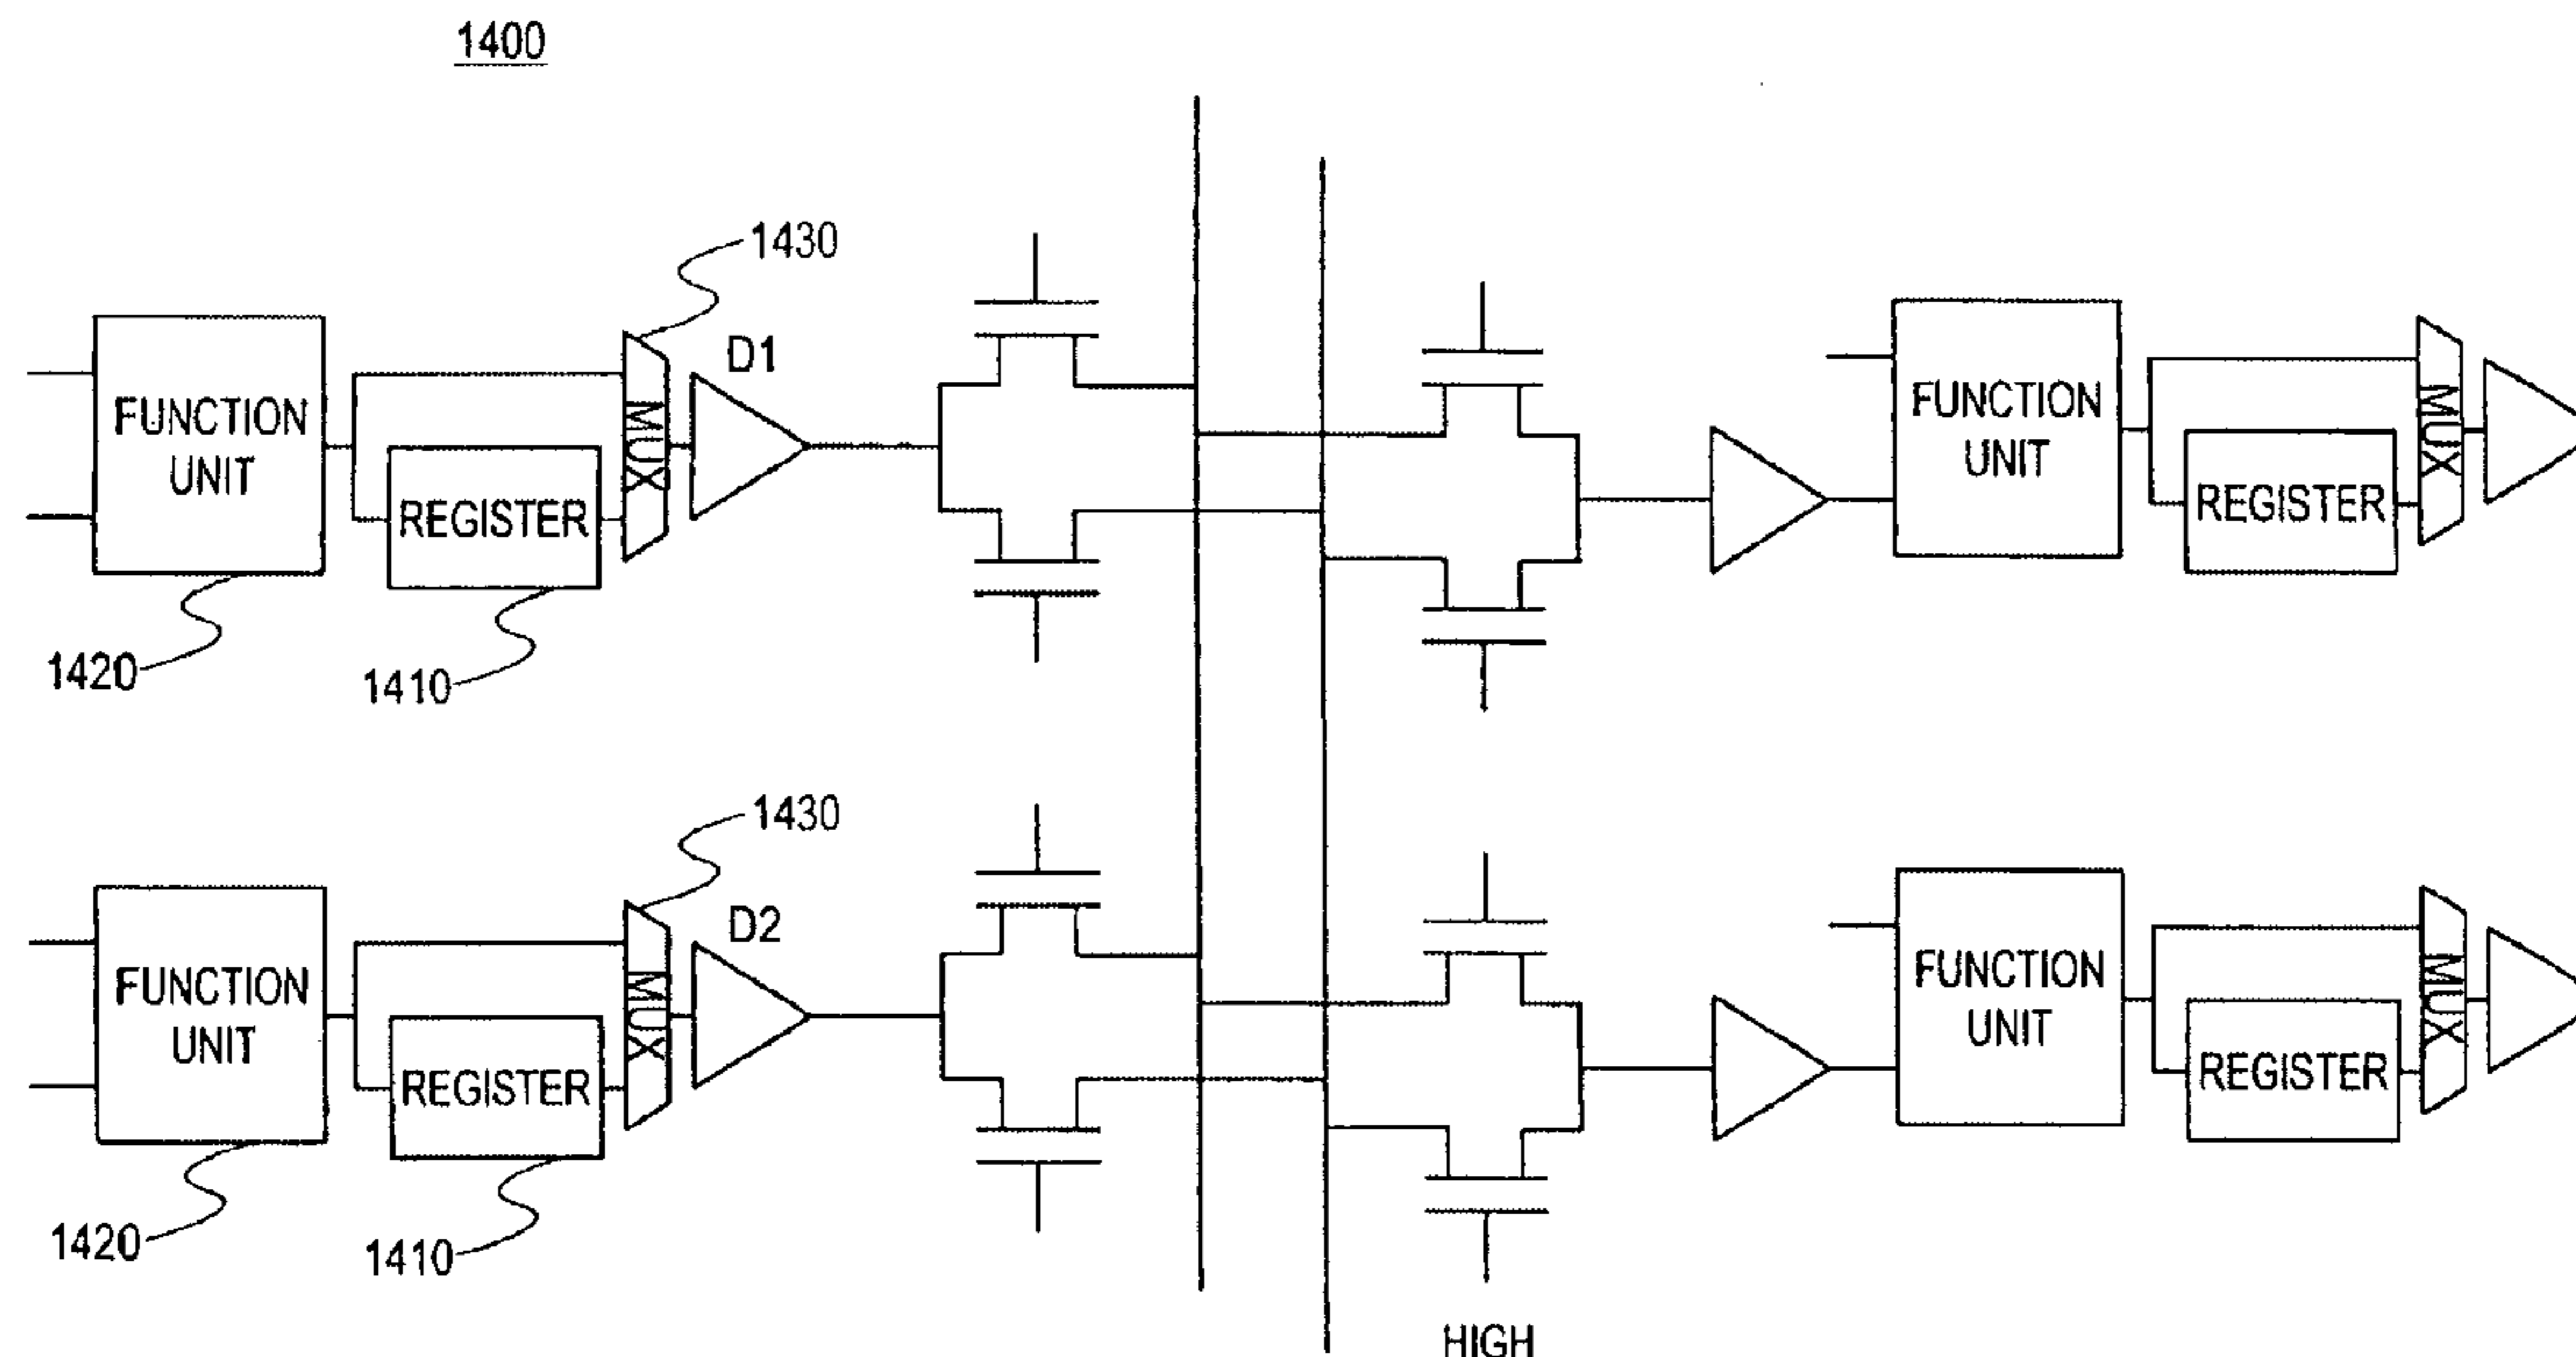 1400
1430
D1
FUNCTION
UNIT
REGISTER
MUX
1420
1410
FUNCTION
UNIT
REGISTER
MUX
1430
D2
FUNCTION
UNIT
REGISTER
MUX
1420
1410
FUNCTION
UNIT
REGISTER
MUX
HIGH